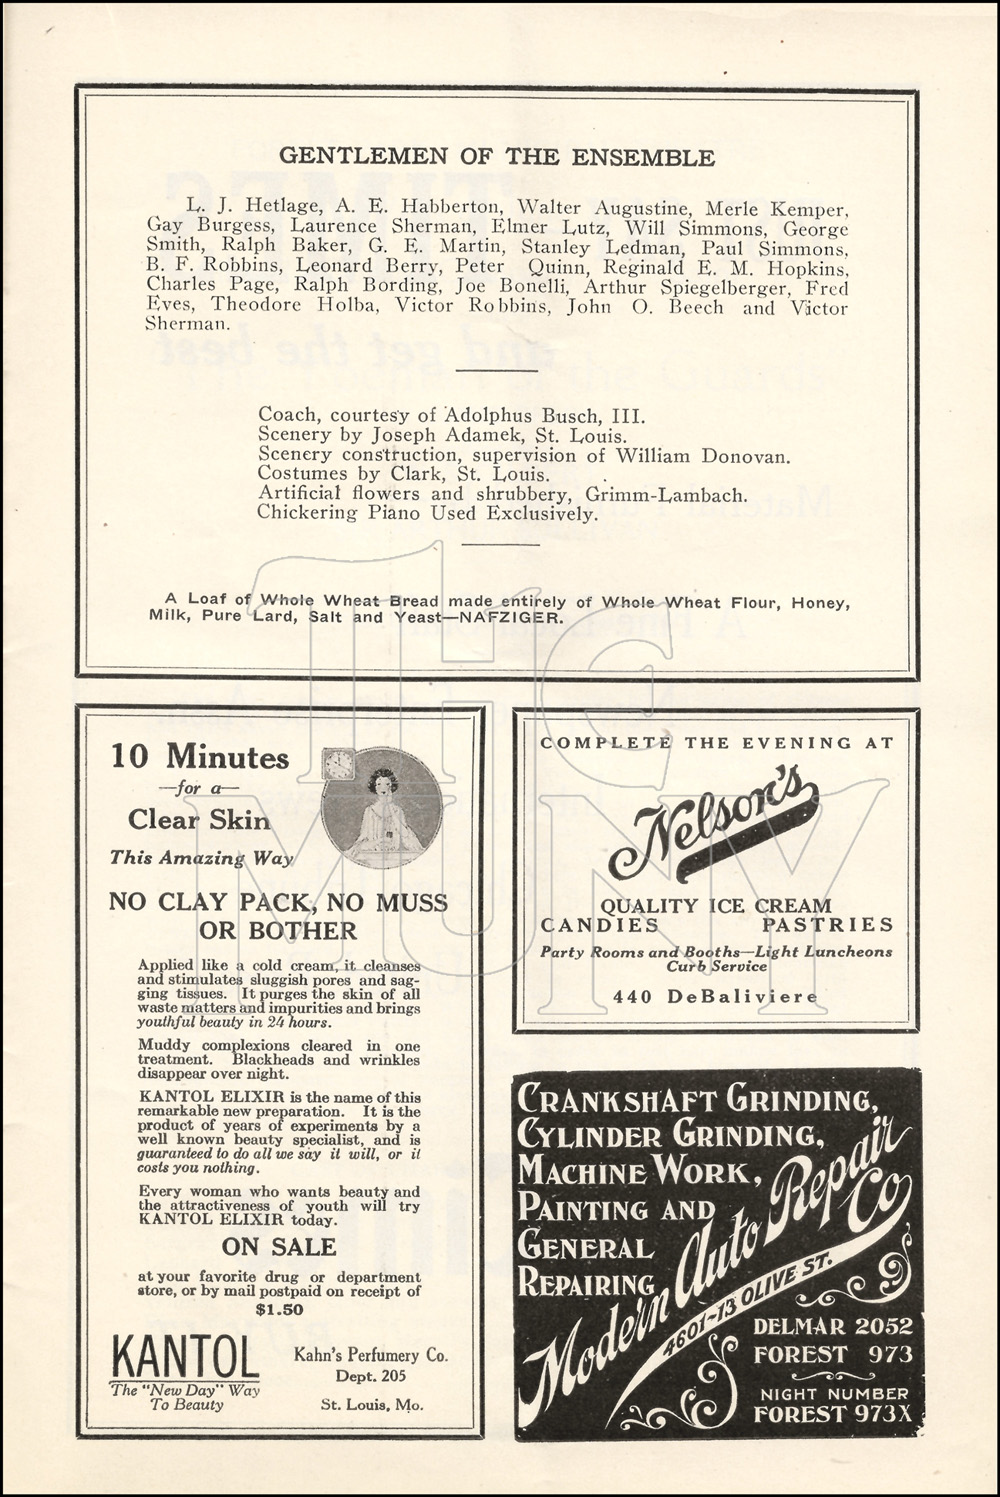 GENTLEMEN OF THE ENSEMBLE
L. J. Hetlage, A. E. Habberton, Walter Augustine, Merle Kemper,
Gay Burgess, Laurence Sherman, Elmer Lutz, Will Simmons, George
Smith, Ralph Baker, G. E. Martin, Stanley Ledman, Paul Simmons,
B. F. Robbins, Leonard Berry, Peter Quinn, Reginald E. M. Hopkins,
Charles Page, Ralph Bording, Joe Bonelli, Arthur Spiegelberger, Fred
Eves, Theodore Holba, Victor Robbins, John O. Beech and Victor
Sherman.
Coach, courtesy of Adolphus Busch, III.
Scenery by Joseph Adamek, St. Louis.
Scenery construction, supervision of William Donovan.
Costumes by Clark, St. Louis.
Artificial flowers and shrubbery, Grimm-Lambach.
Chickering Piano Used Exclusively.
A Loaf of Whole Wheat Bread made entirely of Whole Wheat Flour, Honey,
Milk, Pure Lard, Salt and Yeast—NAFZIGER.
The
MUNY
10 Minutes
—for a—
Clear Skin
This Amazing Way
NO CLAY PACK, NO MUSS
OR BOTHER
Applied like a cold cream, it cleanses
and stimulates sluggish pores and sag-
ging tissues. It purges the skin of all
waste matters and impurities and brings
youthful beauty in 24 hours.
Muddy complexions cleared in one
treatment. Blackheads and wrinkles
disappear over night.
KANTOL ELIXIR is the name of this
remarkable new preparation. It is the
product of years of experiments by a
well known beauty specialist, and is
guaranteed to do all we say it will, or it
costs you nothing.
Every woman who wants beauty and
the attractiveness of youth will try
KANTOL ELIXIR today.
ON SALE
at your favorite drug or department
store, or by mail postpaid on receipt of
$1.50
KANTOL
The "New Day" Way
To Beauty
Kahn's Perfumery Co.
Dept. 205
St. Louis, Mo.
COMPLETE THE EVENING AT
Nelson's
QUALITY ICE CREAM
CANDIES PASTRIES
Party Rooms and Booths—Light Luncheons
Curb Service
440 DeBaliviere
CRANKSHAFT GRINDING,
CYLINDER GRINDING,
MACHINE WORK,
PAINTING AND
GENERAL
REPAIRING
Modern Auto Repair Co
4601-13 OLIVE ST.
DELMAR 2052
FOREST 973
NIGHT NUMBER
FOREST 973X